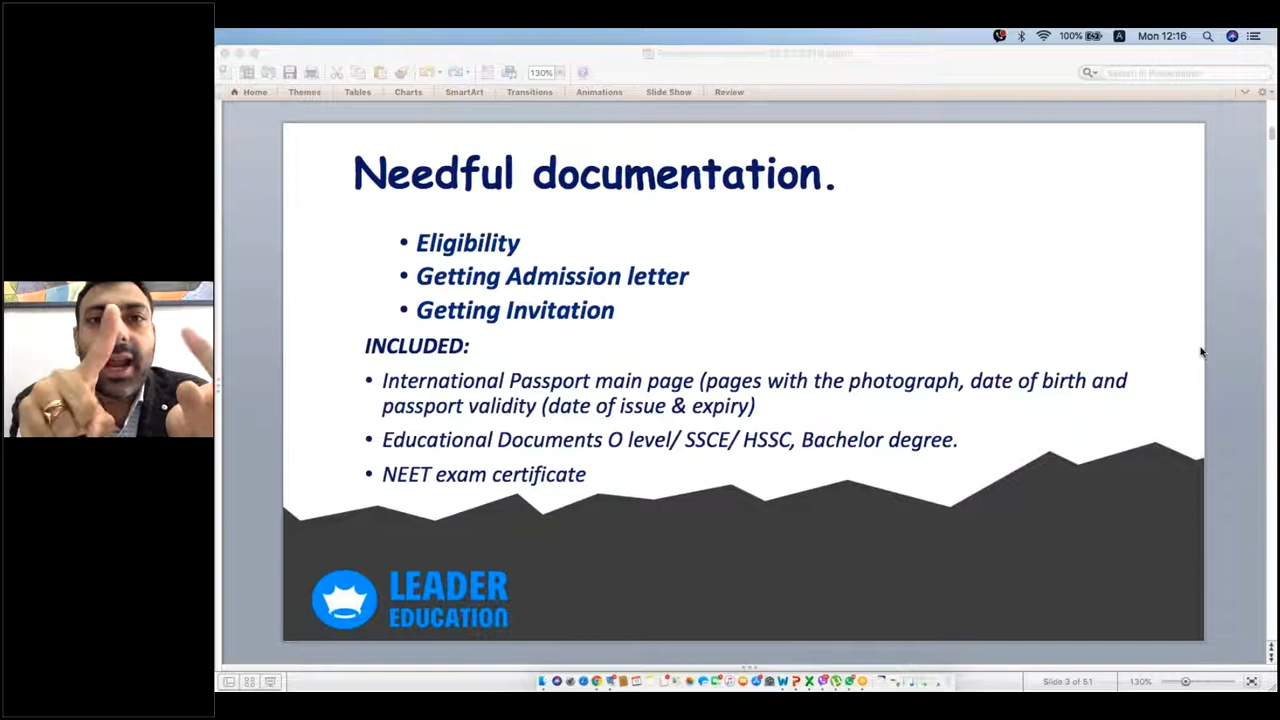 100%
Mon 12:16
130%
Search in Presentation
Home Themes Tables Charts SmartArt Transitions Animations Slide Show Review
Needful documentation.
• Eligibility
• Getting Admission letter
• Getting Invitation
INCLUDED:
• International Passport main page (pages with the photograph, date of birth and
passport validity (date of issue & expiry)
• Educational Documents O level/ SSCE/ HSSC, Bachelor degree.
• NEET exam certificate
LEADER
EDUCATION
Slide 3 of 51
130%